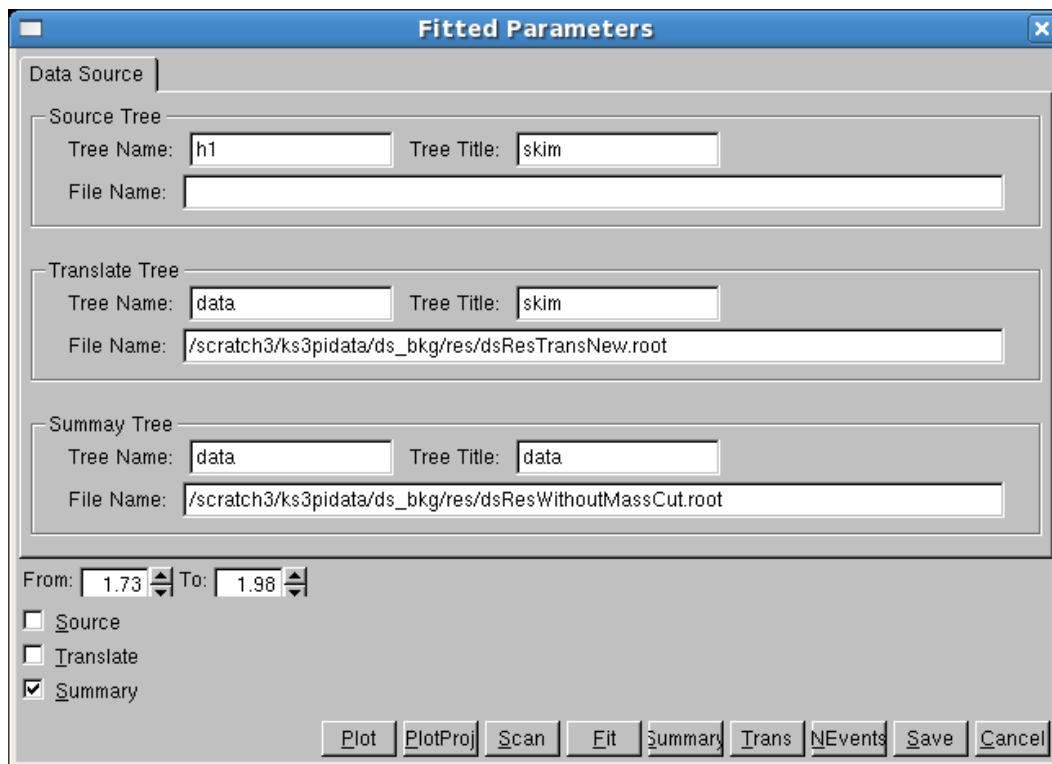 Fitted Parameters
Data Source
Source Tree
Tree Name: h1 Tree Title: skim
File Name:
Translate Tree
Tree Name: data Tree Title: skim
File Name: /scratch3/ks3pidata/ds_bkg/res/dsResTransNew.root
Summay Tree
Tree Name: data Tree Title: data
File Name: /scratch3/ks3pidata/ds_bkg/res/dsResWithoutMassCut.root
From: 1.73 To: 1.98
Source
Translate
Summary
Plot PlotProj Scan Fit Summary Trans NEvents Save Cancel